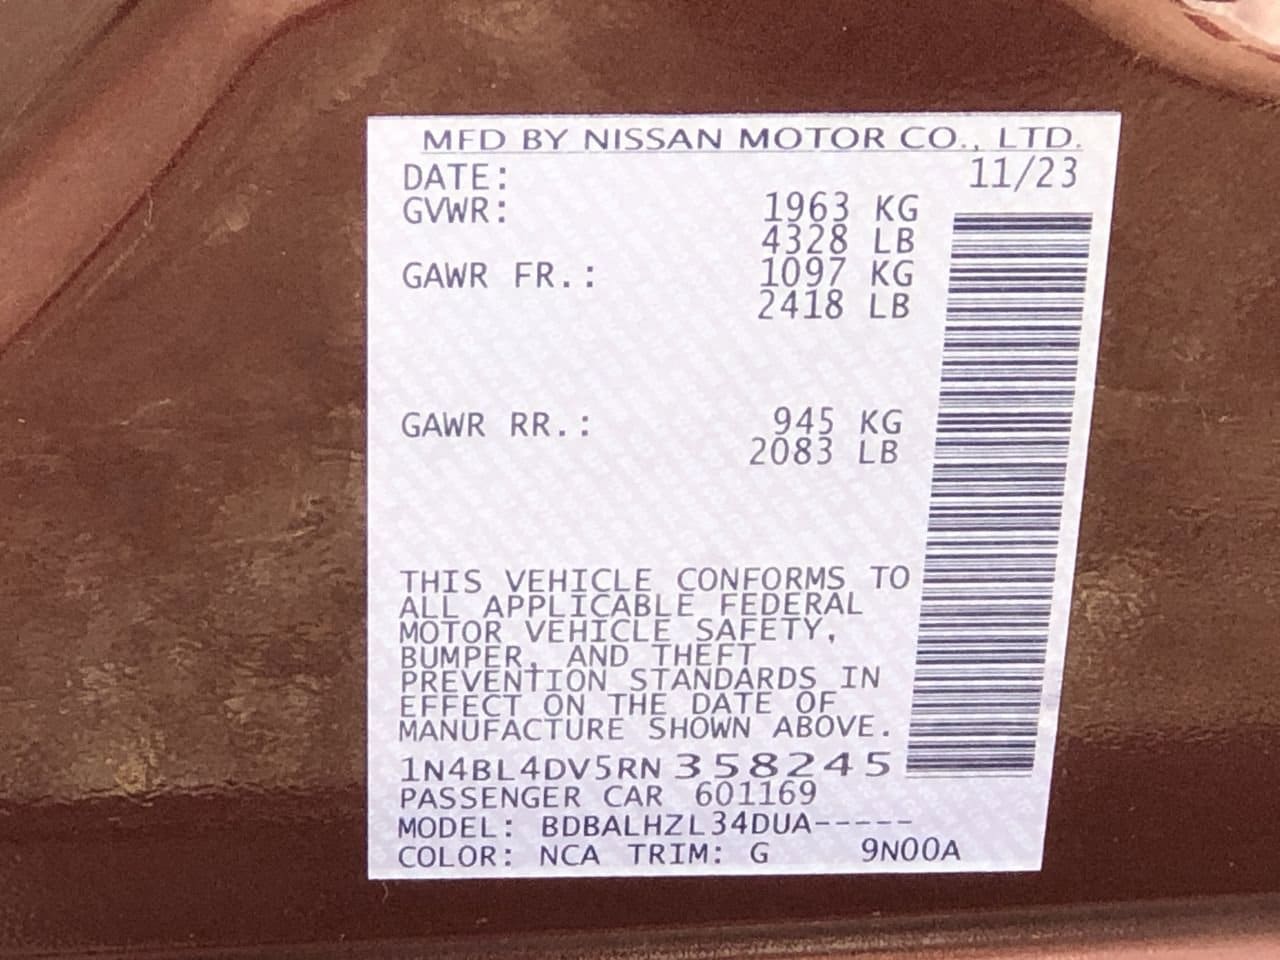 MFD BY NISSAN MOTOR CO., LTD.
DATE: 11/23
GVWR: 1963 KG
4328 LB
GAWR FR.: 1097 KG
2418 LB
GAWR RR.: 945 KG
2083 LB
THIS VEHICLE CONFORMS TO
ALL APPLICABLE FEDERAL
MOTOR VEHICLE SAFETY,
BUMPER, AND THEFT
PREVENTION STANDARDS IN
EFFECT ON THE DATE OF
MANUFACTURE SHOWN ABOVE.
1N4BL4DV5RN358245
PASSENGER CAR 601169
MODEL: BDBALHZL34DUA-----
COLOR: NCA TRIM: G 9N00A